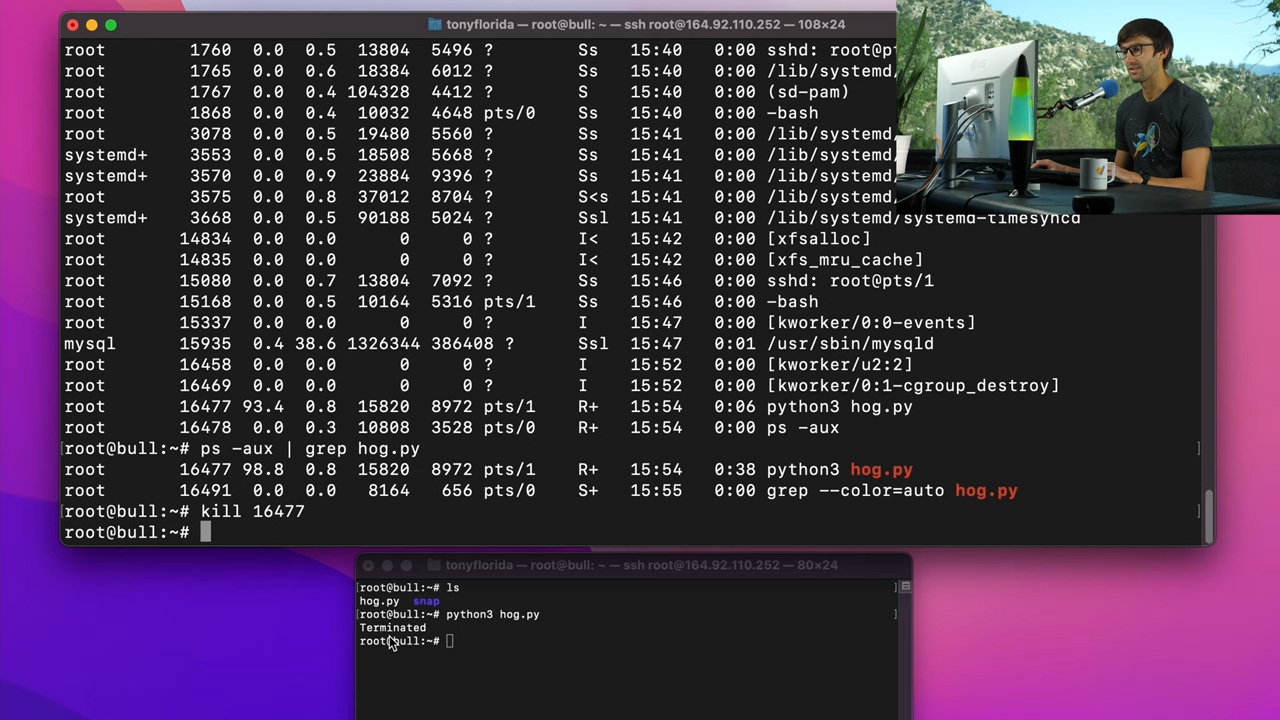 tonyflorida — root@bull: ~ — ssh root@164.92.110.252 — 108×24
root 1760 0.0 0.5 13804 5496 ? Ss 15:40 0:00 sshd: root@p
root 1765 0.0 0.6 18384 6012 ? Ss 15:40 0:00 /lib/systemd/
root 1767 0.0 0.4 104328 4412 ? S 15:40 0:00 (sd-pam)
root 1868 0.0 0.4 10032 4648 pts/0 Ss 15:40 0:00 -bash
root 3078 0.0 0.5 19480 5560 ? Ss 15:41 0:00 /lib/systemd/
systemd+ 3553 0.0 0.5 18508 5668 ? Ss 15:41 0:00 /lib/systemd/
systemd+ 3570 0.0 0.9 23884 9396 ? Ss 15:41 0:00 /lib/systemd/
root 3575 0.0 0.8 37012 8704 ? S<s 15:41 0:00 /lib/systemd/
systemd+ 3668 0.0 0.5 90188 5024 ? Ssl 15:41 0:00 /lib/systemd/systemd-timesyncd
root 14834 0.0 0.0 0 0 ? I< 15:42 0:00 [xfsalloc]
root 14835 0.0 0.0 0 0 ? I< 15:42 0:00 [xfs_mru_cache]
root 15080 0.0 0.7 13804 7092 ? Ss 15:46 0:00 sshd: root@pts/1
root 15168 0.0 0.5 10164 5316 pts/1 Ss 15:46 0:00 -bash
root 15337 0.0 0.0 0 0 ? I 15:47 0:00 [kworker/0:0-events]
mysql 15935 0.4 38.6 1326344 386408 ? Ssl 15:47 0:01 /usr/sbin/mysqld
root 16458 0.0 0.0 0 0 ? I 15:52 0:00 [kworker/u2:2]
root 16469 0.0 0.0 0 0 ? I 15:52 0:00 [kworker/0:1-cgroup_destroy]
root 16477 93.4 0.8 15820 8972 pts/1 R+ 15:54 0:06 python3 hog.py
root 16478 0.0 0.3 10808 3528 pts/0 R+ 15:54 0:00 ps -aux
[root@bull:~# ps -aux | grep hog.py ]
root 16477 98.8 0.8 15820 8972 pts/1 R+ 15:54 0:38 python3 hog.py
root 16491 0.0 0.0 8164 656 pts/0 S+ 15:55 0:00 grep --color=auto hog.py
[root@bull:~# kill 16477 ]
root@bull:~#
tonyflorida — root@bull: ~ — ssh root@164.92.110.252 — 80×24
[root@bull:~# ls ]
hog.py snap
[root@bull:~# python3 hog.py ]
Terminated
root@bull:~#